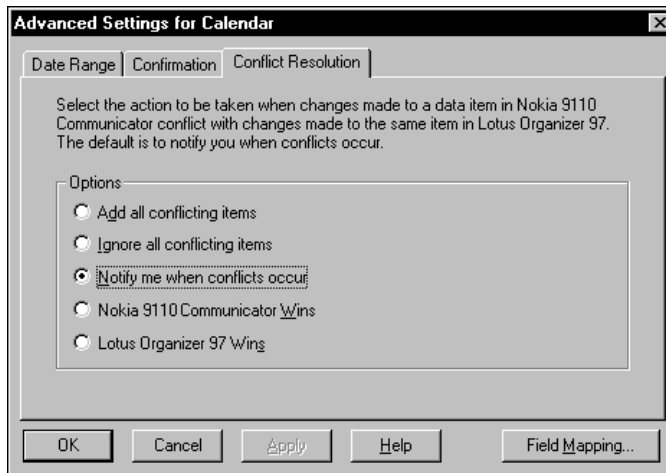 Advanced Settings for Calendar
Date Range
Confirmation
Conflict Resolution
Select the action to be taken when changes made to a data item in Nokia 9110
Communicator conflict with changes made to the same item in Lotus Organizer 97.
The default is to notify you when conflicts occur.
Options
Add all conflicting items
Ignore all conflicting items
Notify me when conflicts occur
Nokia 9110 Communicator Wins
Lotus Organizer 97 Wins
OK
Cancel
Apply
Help
Field Mapping...